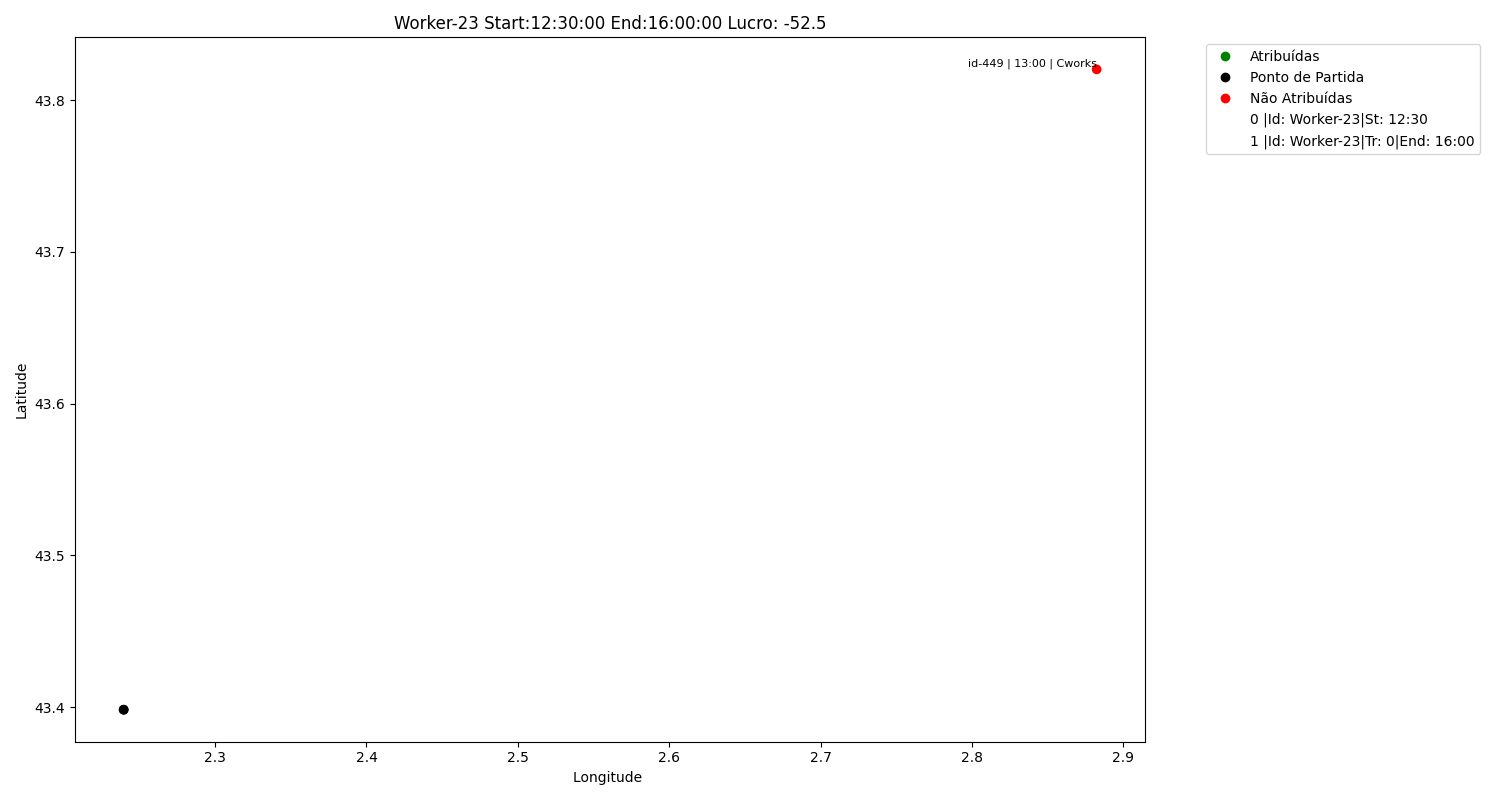 Worker-23 Start:12:30:00 End:16:00:00 Lucro: -52.5
id-449 | 13:00 | Cworks
Atribuídas
Ponto de Partida
Não Atribuídas
0 |Id: Worker-23|St: 12:30
1 |Id: Worker-23|Tr: 0|End: 16:00
43.8
43.7
43.6
43.5
43.4
Latitude
2.3 2.4 2.5 2.6 2.7 2.8 2.9
Longitude